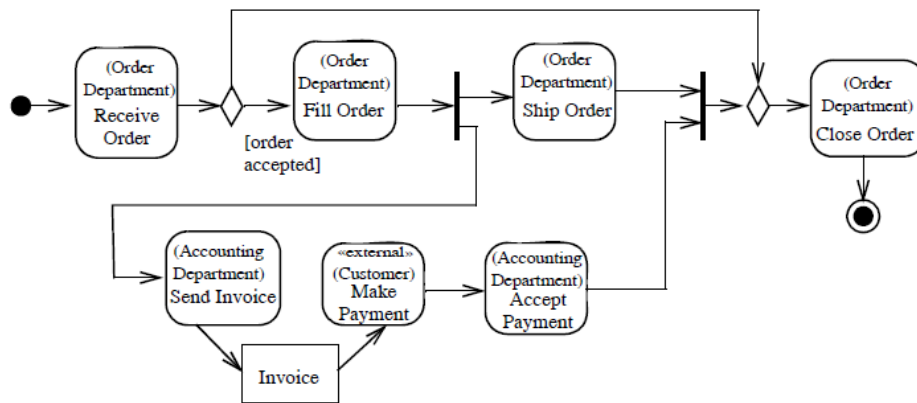 (Order
Department)
Receive
Order
(Order
Department)
Fill Order
[order
accepted]
(Order
Department)
Ship Order
(Order
Department)
Close Order
(Accounting
Department)
Send Invoice
«external»
(Customer)
Make
Payment
(Accounting
Department)
Accept
Payment
Invoice